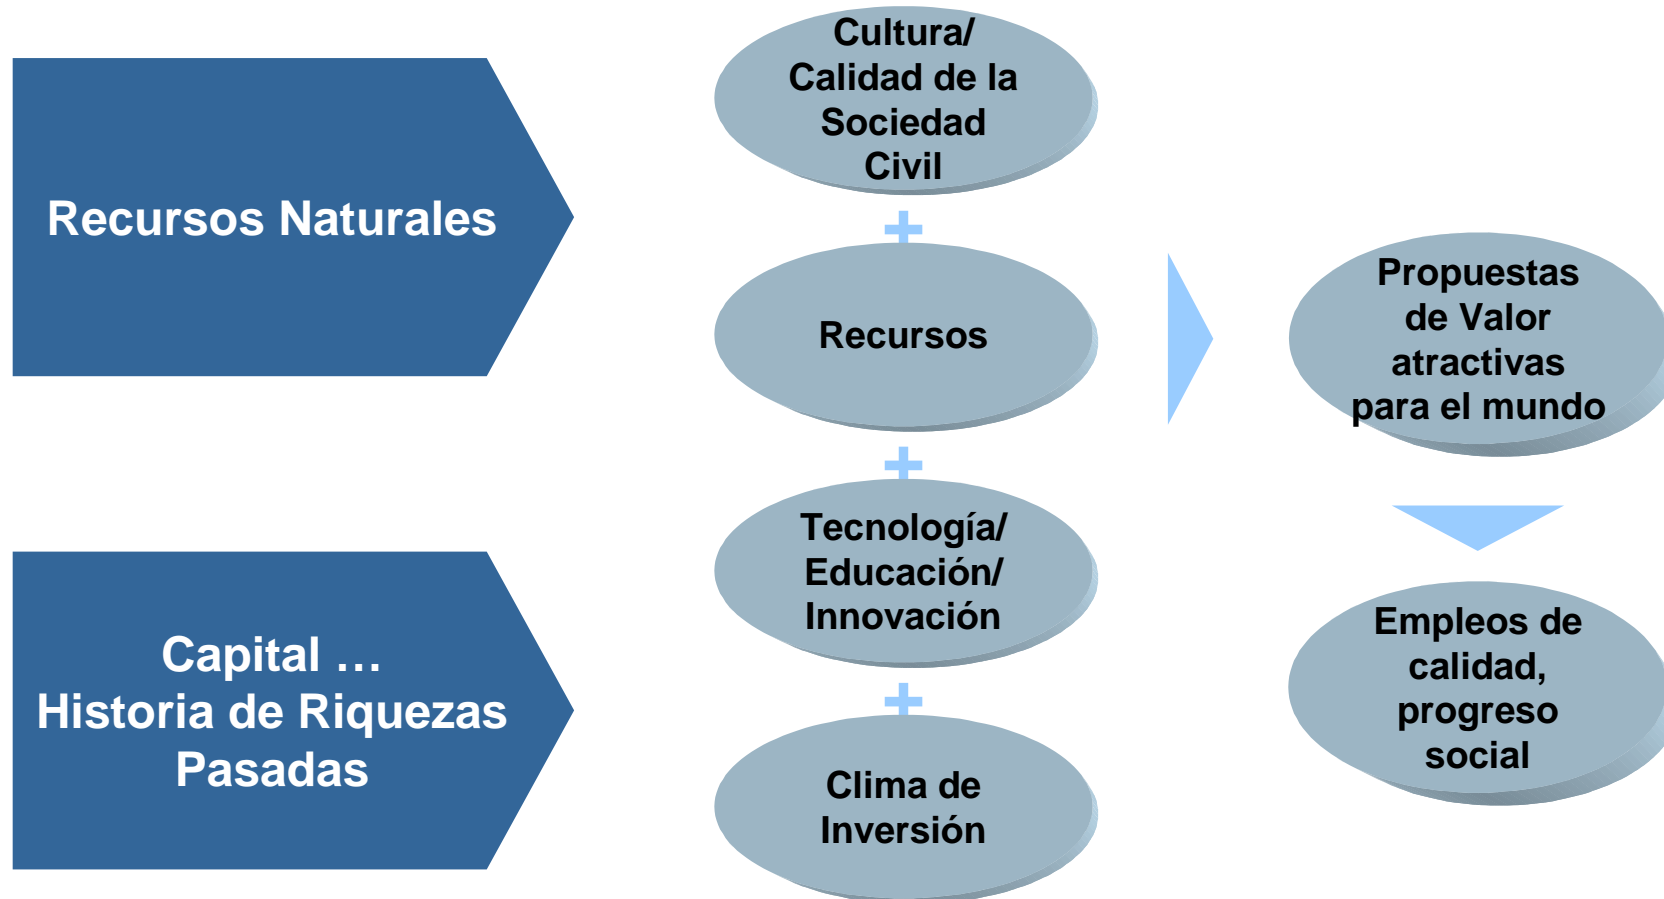 Recursos Naturales
Capital …
Historia de Riquezas
Pasadas
Cultura/
Calidad de la
Sociedad
Civil
+
Recursos
+
Tecnología/
Educación/
Innovación
+
Clima de
Inversión
Propuestas
de Valor
atractivas
para el mundo
Empleos de
calidad,
progreso
social